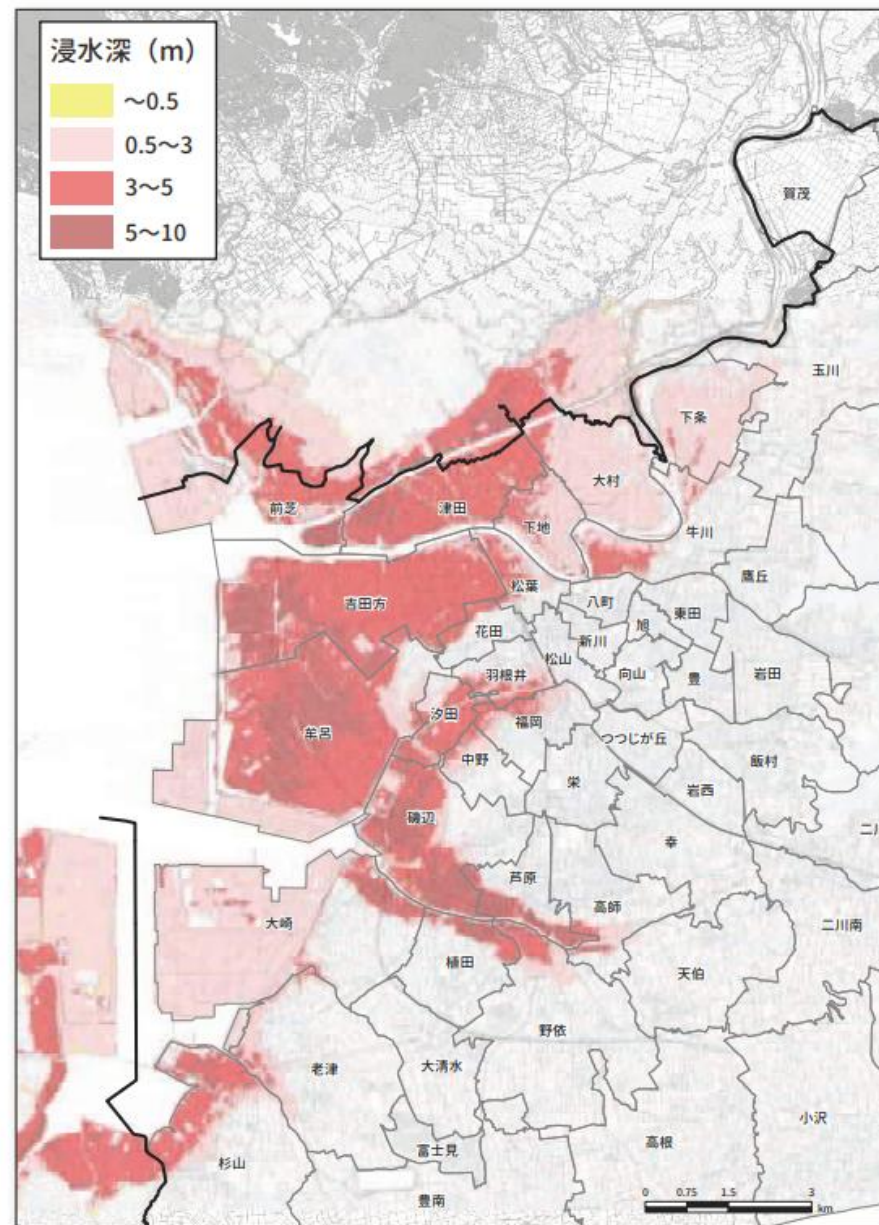 浸水深（m）
～0.5
0.5～3
3～5
5～10
賀茂
玉川
下条
大村
前芝
津田
下地
牛川
鷹丘
松葉
吉田方
八町
東田
花田
旭
新川
松山
羽根井
向山
豊
岩田
汐田
福岡
牟呂
つつじが丘
中野
飯村
栄
岩西
磯辺
幸
二川
芦原
高師
大崎
二川南
植田
天伯
野依
老津
大清水
小沢
高根
富士見
杉山
豊南
0 0.75 1.5 3
km